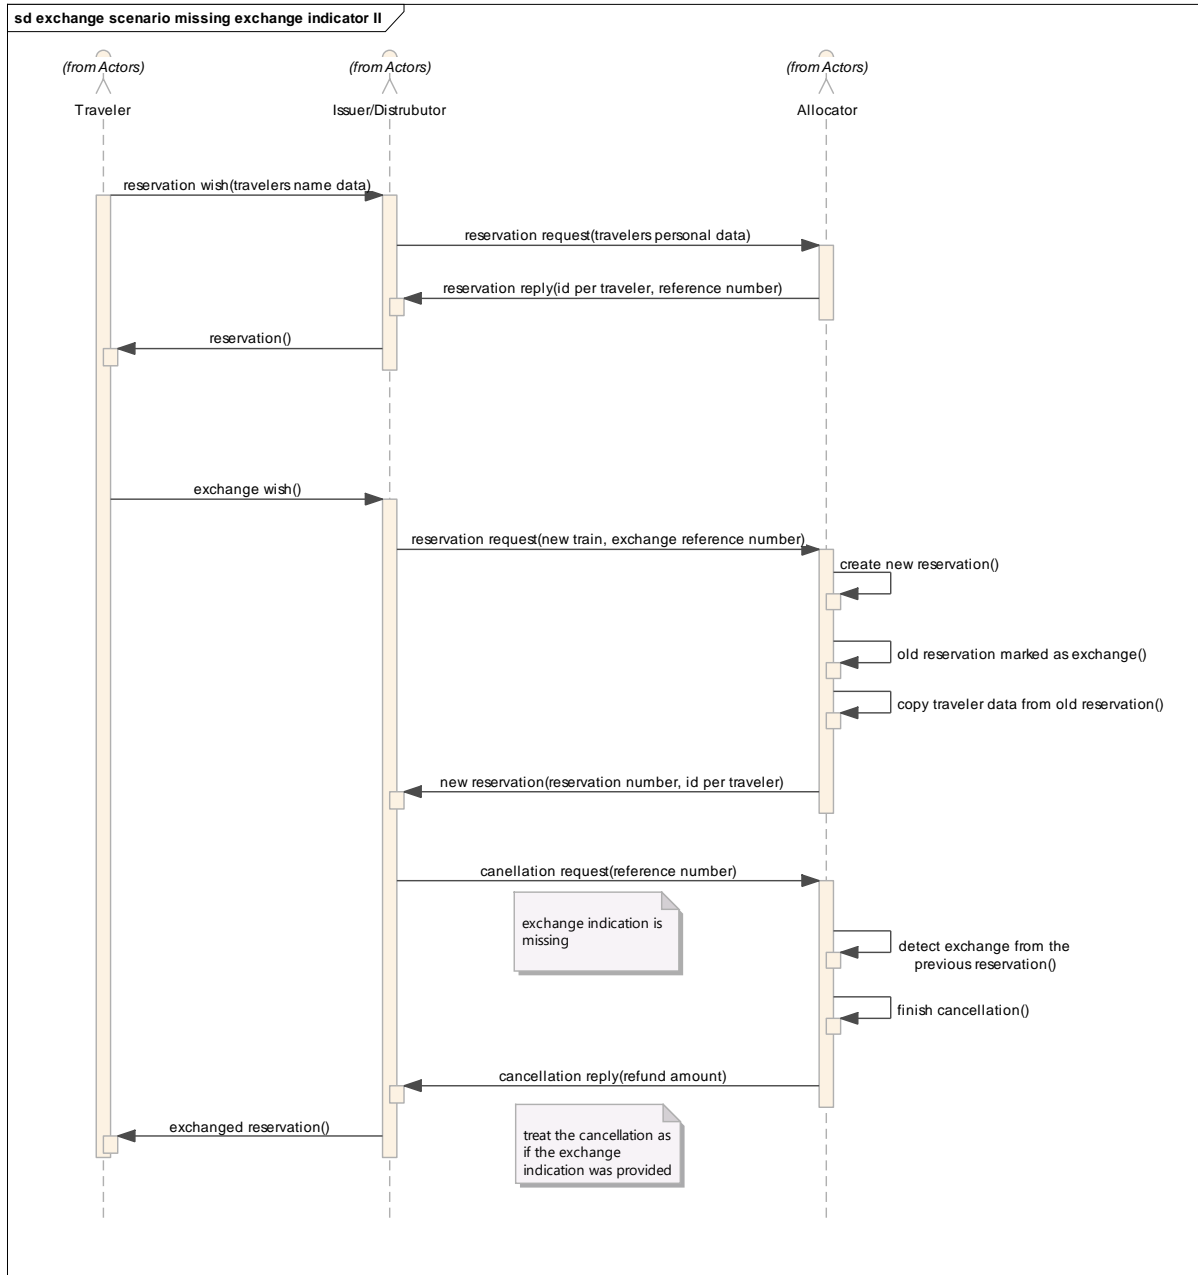 sd exchange scenario missing exchange indicator II
(from Actors)
(from Actors)
(from Actors)
Traveler
Issuer/Distrubutor
Allocator
reservation wish(travelers name data)
reservation request(travelers personal data)
reservation reply(id per traveler, reference number)
reservation()
exchange wish()
reservation request(new train, exchange reference number)
create new reservation()
old reservation marked as exchange()
copy traveler data from old reservation()
new reservation(reservation number, id per traveler)
canellation request(reference number)
exchange indication is
missing
detect exchange from the
previous reservation()
finish cancellation()
cancellation reply(refund amount)
exchanged reservation()
treat the cancellation as
if the exchange
indication was provided